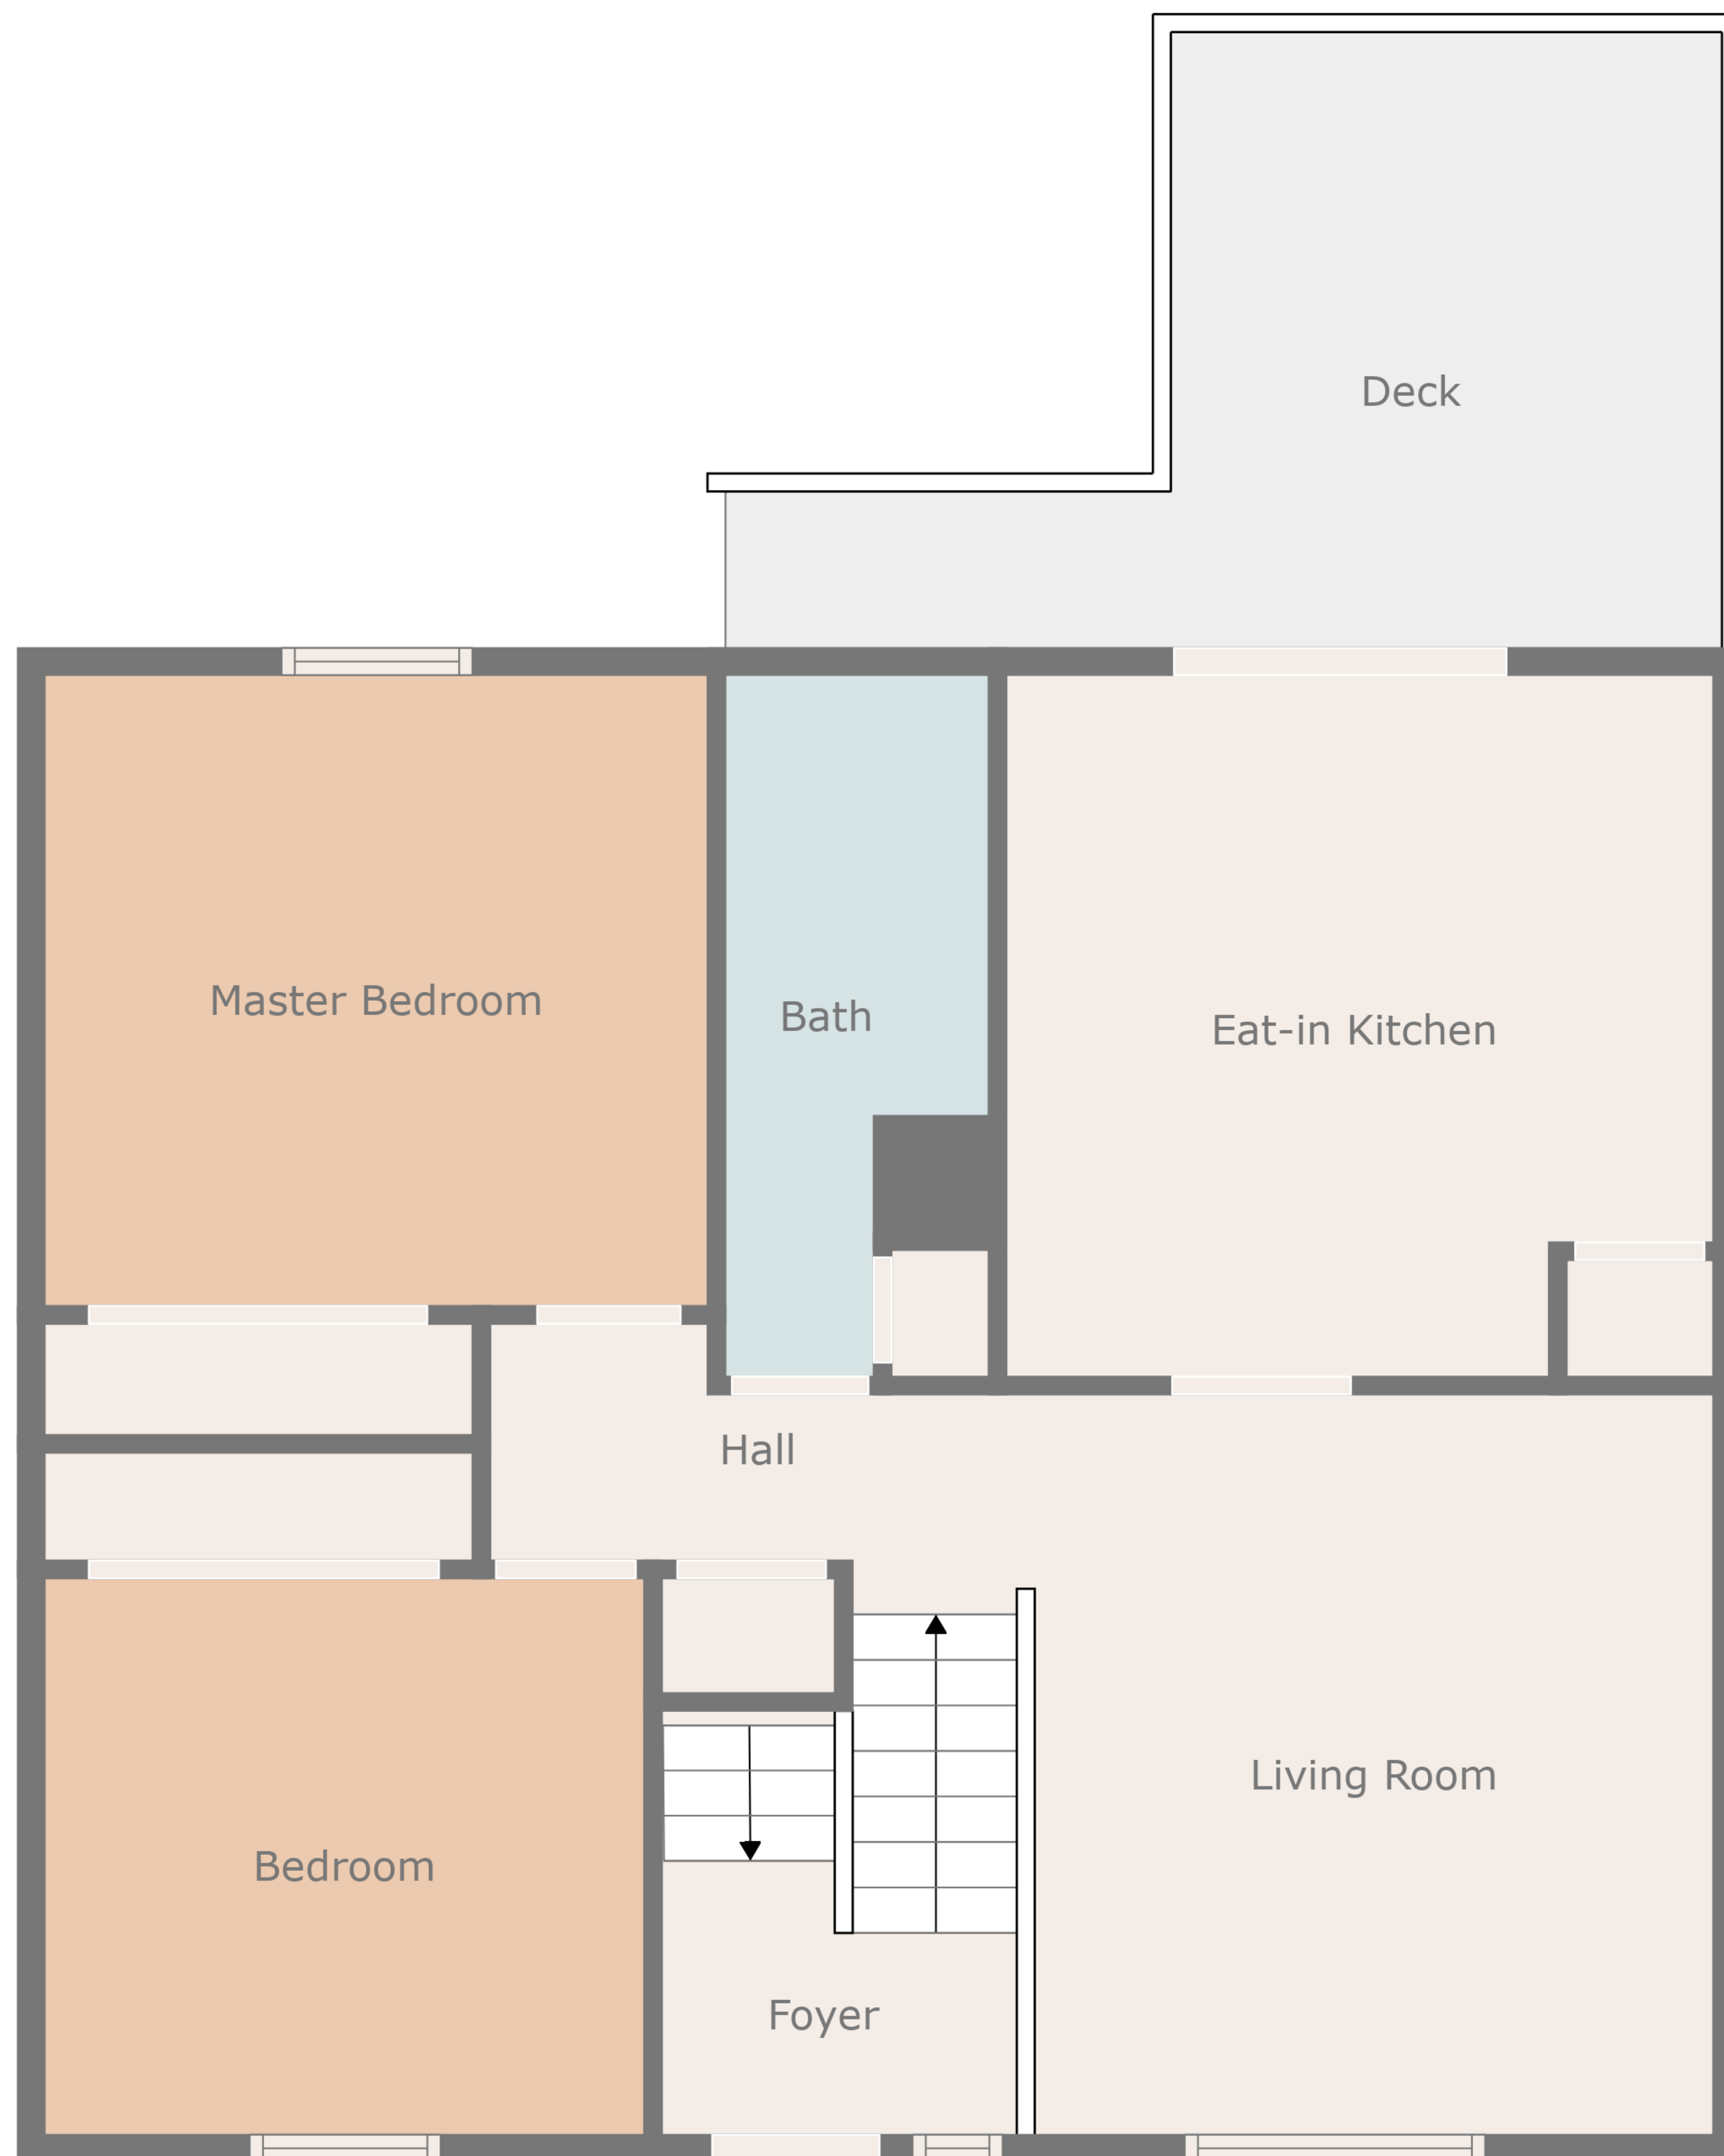 Deck
Master Bedroom
Bath
Eat-in Kitchen
Hall
Living Room
Bedroom
Foyer